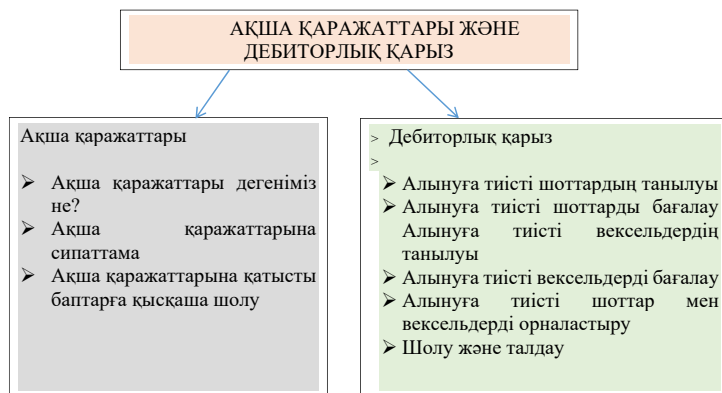 АҚША ҚАРАЖАТТАРЫ ЖӘНЕ
ДЕБИТОРЛЫҚ ҚАРЫЗ
Ақша қаражаттары
➢ Ақша қаражаттары дегеніміз
не?
➢ Ақша қаражаттарына
сипаттама
➢ Ақша қаражаттарына қатысты
баптарға қысқаша шолу
> Дебиторлық қарыз
>
➢ Алынуға тиісті шоттардың танылуы
➢ Алынуға тиісті шоттарды бағалау
Алынуға тиісті вексельдердің
танылуы
➢ Алынуға тиісті вексельдерді бағалау
➢ Алынуға тиісті шоттар мен
вексельдерді орналастыру
➢ Шолу және талдау